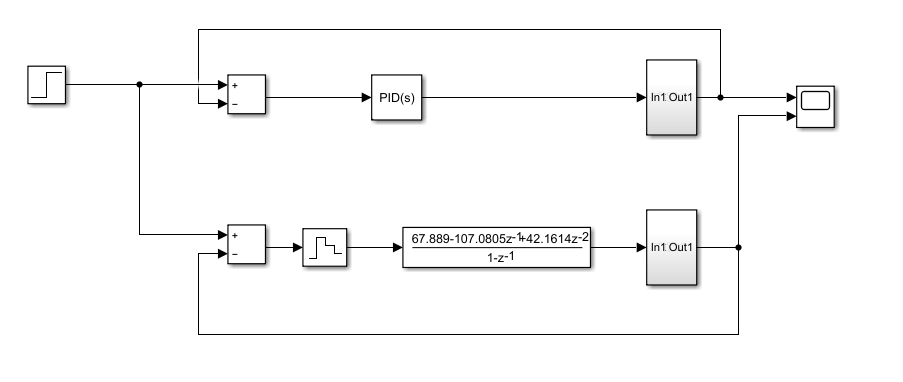 +
−
PID(s)
In1 Out1
+
−
67.889-107.0805z-1+42.1614z-2
1-z-1
In1 Out1